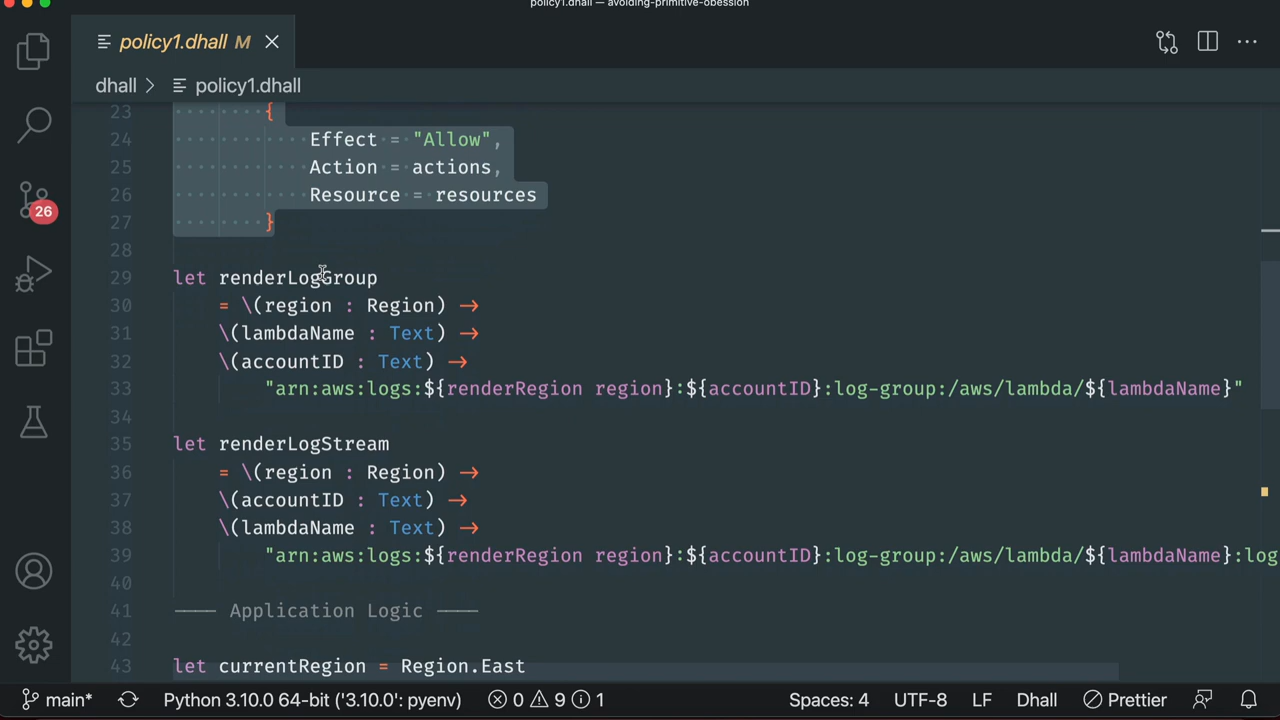 policy1.dhall — avoiding-primitive-obession
policy1.dhall M
dhall > policy1.dhall
23 {
24 Effect = "Allow",
25 Action = actions,
26 Resource = resources
27 }
28
29 let renderLogGroup
30 = \(region : Region) →
31 \(lambdaName : Text) →
32 \(accountID : Text) →
33 "arn:aws:logs:${renderRegion region}:${accountID}:log-group:/aws/lambda/${lambdaName}"
34
35 let renderLogStream
36 = \(region : Region) →
37 \(accountID : Text) →
38 \(lambdaName : Text) →
39 "arn:aws:logs:${renderRegion region}:${accountID}:log-group:/aws/lambda/${lambdaName}:log
40
41 ---- Application Logic ----
42
43 let currentRegion = Region.East
26
main* Python 3.10.0 64-bit ('3.10.0': pyenv) 0 9 1 Spaces: 4 UTF-8 LF Dhall Prettier